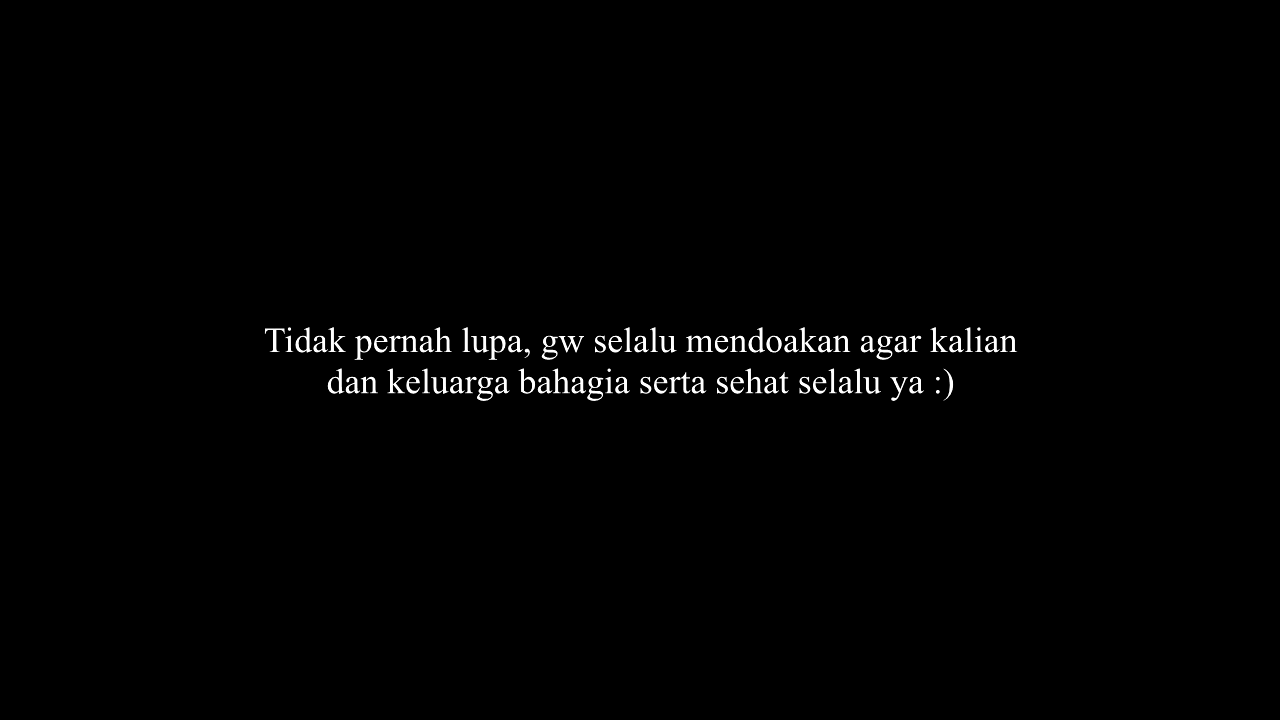 Tidak pernah lupa, gw selalu mendoakan agar kalian
dan keluarga bahagia serta sehat selalu ya :)